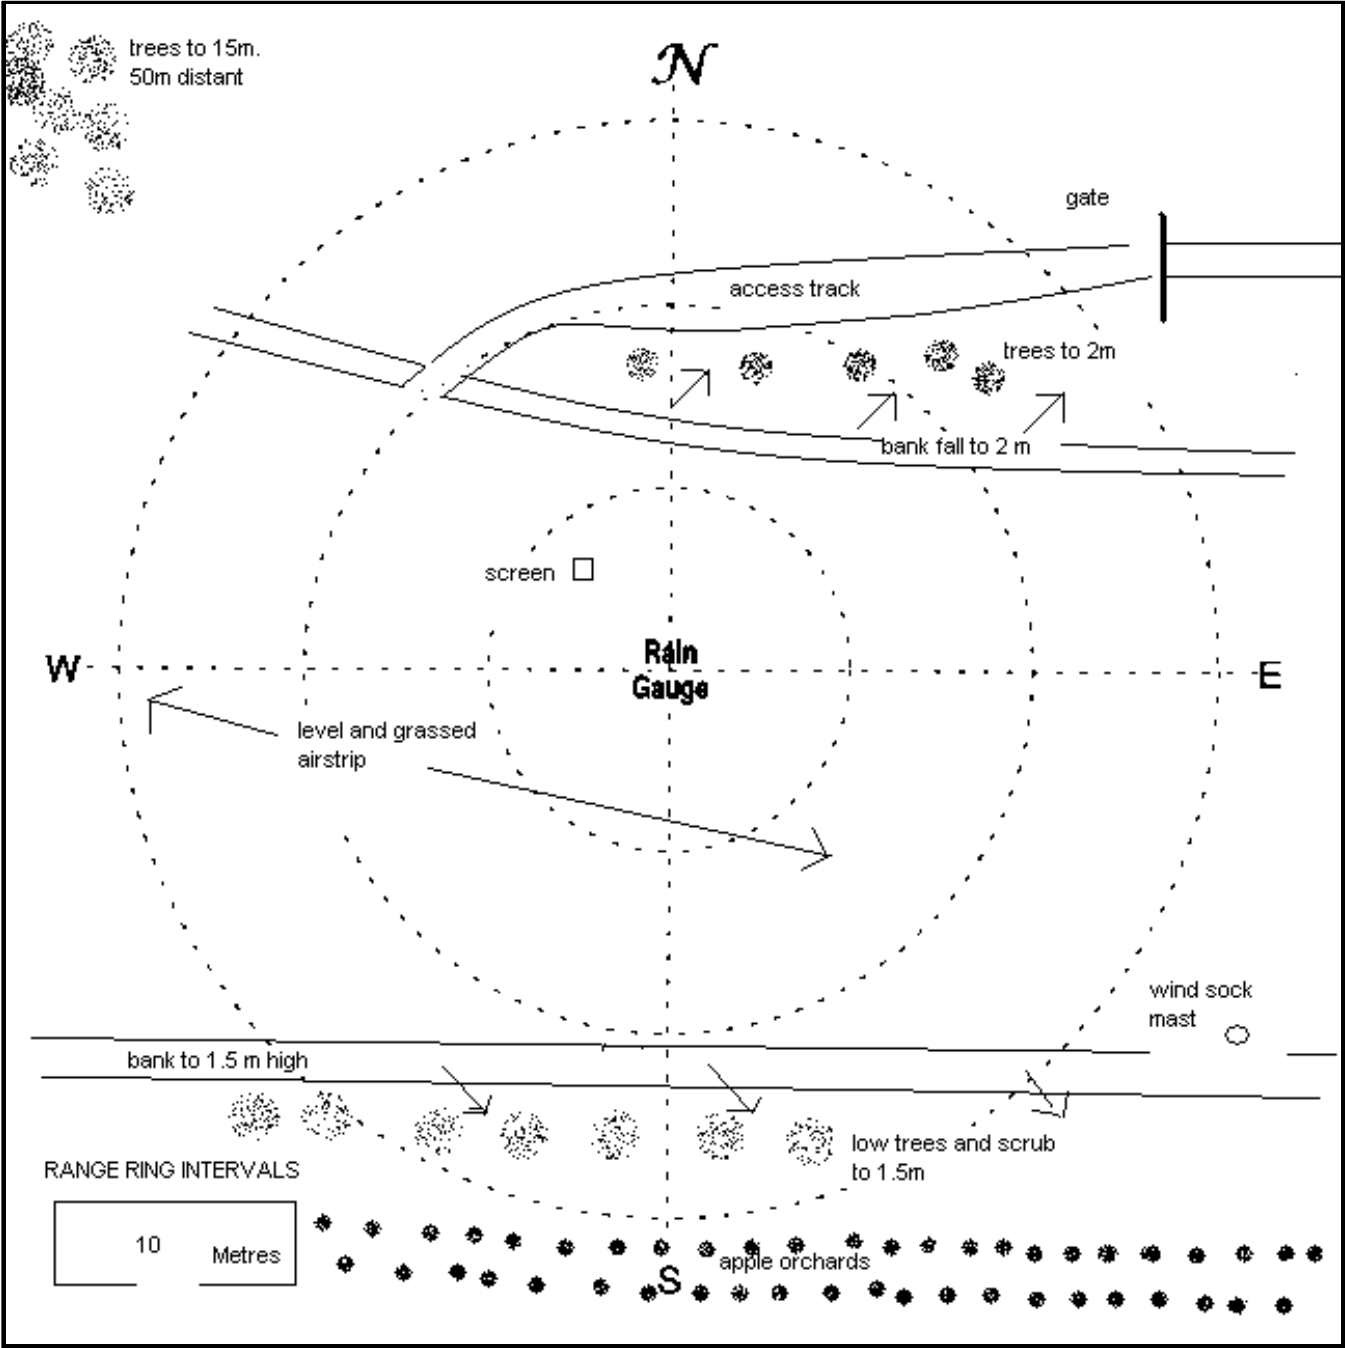 trees to 15m.
50m distant
N
gate
access track
trees to 2m
bank fall to 2 m
screen
Rain
Gauge
W
E
level and grassed
airstrip
wind sock
mast
bank to 1.5 m high
low trees and scrub
to 1.5m
RANGE RING INTERVALS
10
Metres
apple orchards
S